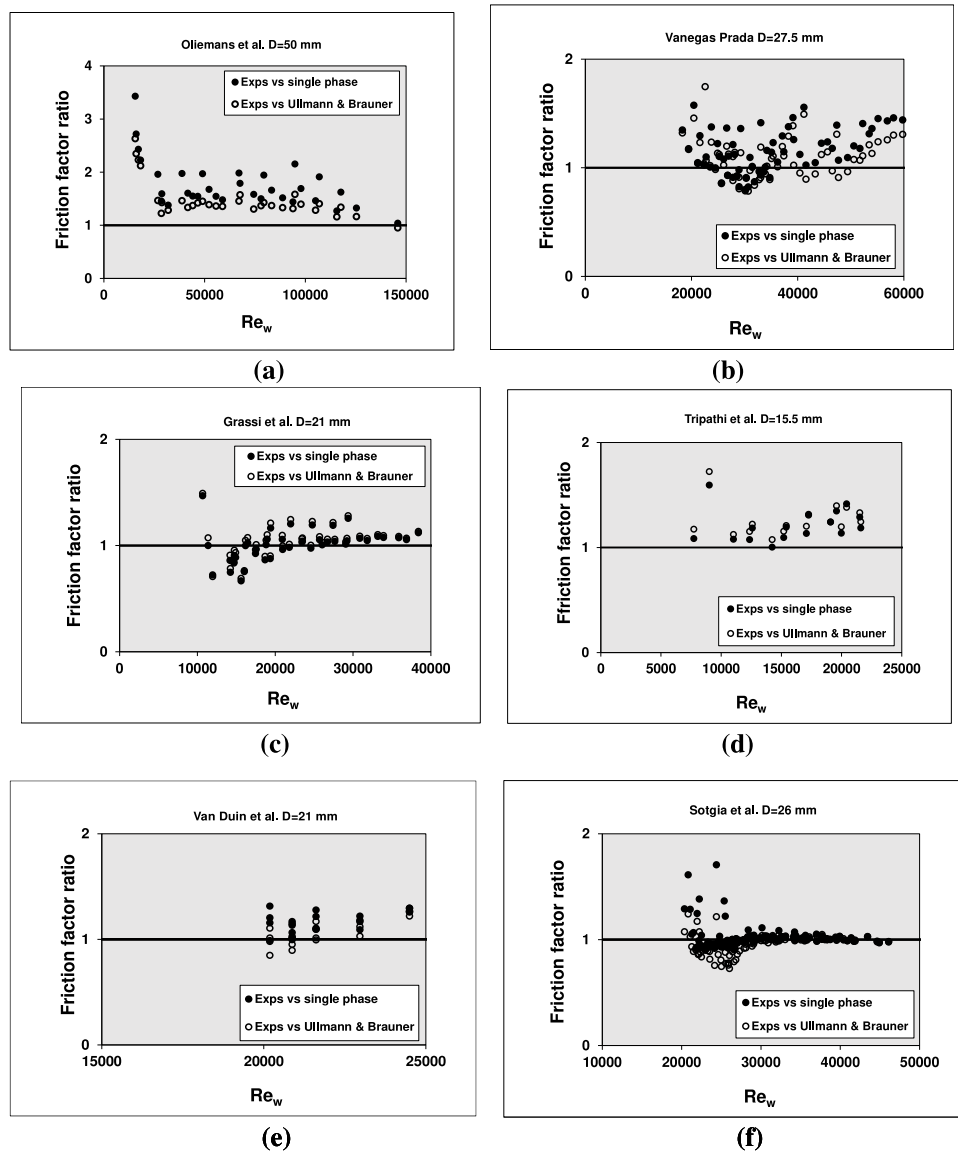 Oliemans et al. D=50 mm
4
3
2
1
0
Friction factor ratio
Exps vs single phase
Exps vs Ullmann & Brauner
0 50000 100000 150000
Re_w
(a)
Vanegas Prada D=27.5 mm
2
1
0
Friction factor ratio
Exps vs single phase
Exps vs Ullmann & Brauner
0 20000 40000 60000
Re_w
(b)
Grassi et al. D=21 mm
2
1
0
Friction factor ratio
Exps vs single phase
Exps vs Ullmann & Brauner
0 10000 20000 30000 40000
Re_w
(c)
Tripathi et al. D=15.5 mm
2
1
0
Ffriction factor ratio
Exps vs single phase
Exps vs Ullmann & Brauner
0 5000 10000 15000 20000 25000
Re_w
(d)
Van Duin et al. D=21 mm
2
1
0
Friction factor ratio
Exps vs single phase
Exps vs Ullmann & Brauner
15000 20000 25000
Re_w
(e)
Sotgia et al. D=26 mm
2
1
0
Friction factor ratio
Exps vs single phase
Exps vs Ullmann & Brauner
10000 20000 30000 40000 50000
Re_w
(f)